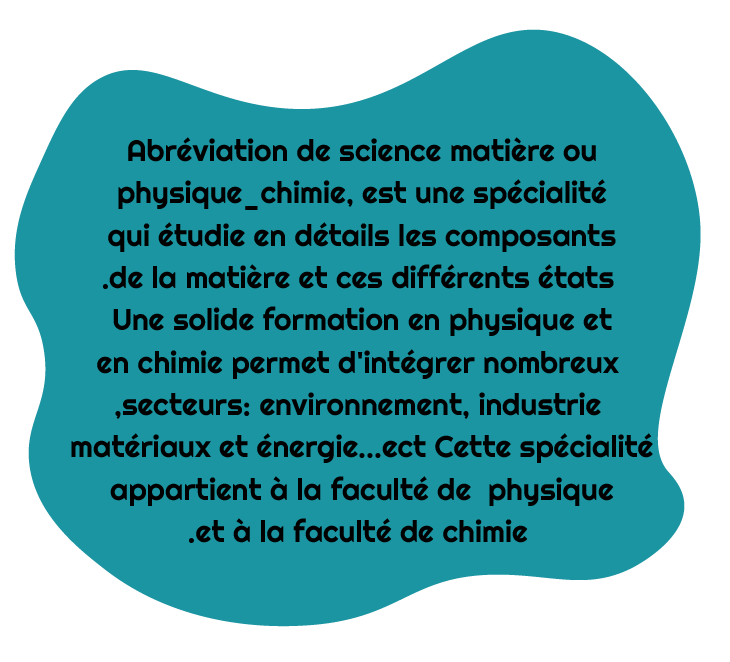 Abréviation de science matière ou
physique_chimie, est une spécialité
qui étudie en détails les composants
.de la matière et ces différents états
Une solide formation en physique et
en chimie permet d'intégrer nombreux
,secteurs: environnement, industrie
matériaux et énergie...ect Cette spécialité
appartient à la faculté de  physique
.et à la faculté de chimie